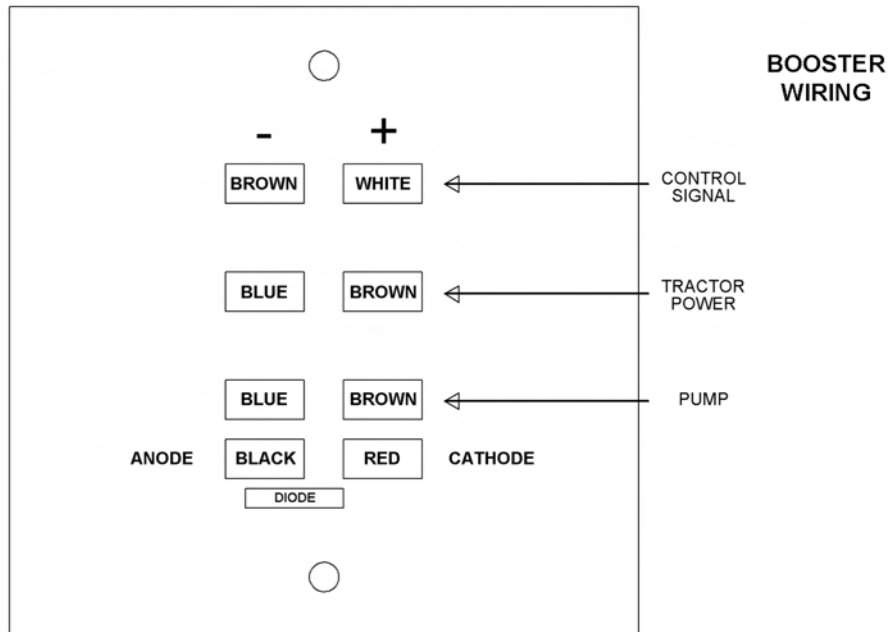 BOOSTER
WIRING
- +
BROWN WHITE CONTROL
SIGNAL
BLUE BROWN TRACTOR
POWER
BLUE BROWN PUMP
ANODE BLACK RED CATHODE
DIODE